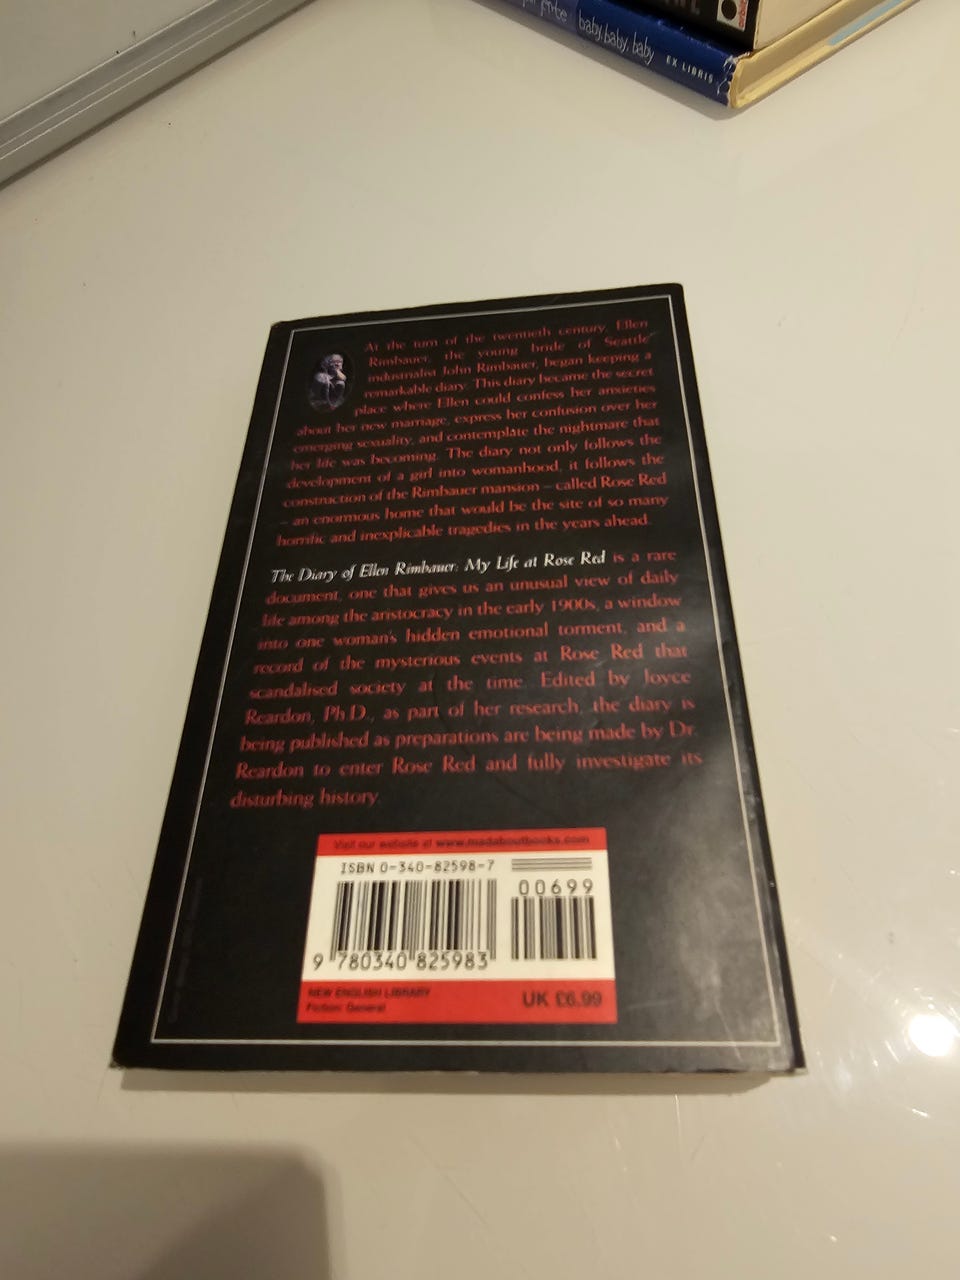 baby, baby, baby EX LIBRIS
At the turn of the twentieth century, Ellen
Rimbauer, the young bride of Seattle
industrialist John Rimbauer, began keeping a
remarkable diary. This diary became the secret
place where Ellen could confess her anxieties
about her new marriage, express her confusion over her
emerging sexuality, and contemplate the nightmare that
her life was becoming. The diary not only follows the
development of a girl into womanhood, it follows the
construction of the Rimbauer mansion – called Rose Red
– an enormous home that would be the site of so many
horrific and inexplicable tragedies in the years ahead.
The Diary of Ellen Rimbauer: My Life at Rose Red is a rare
document, one that gives us an unusual view of daily
life among the aristocracy in the early 1900s, a window
into one woman's hidden emotional torment, and a
record of the mysterious events at Rose Red that
scandalised society at the time. Edited by Joyce
Reardon, Ph.D., as part of her research, the diary is
being published as preparations are being made by Dr.
Reardon to enter Rose Red and fully investigate its
disturbing history.
Visit our website at www.madaboutbooks.com
ISBN 0-340-82598-7
00699
9 780340 825983
NEW ENGLISH LIBRARY
Fiction: General
UK £6.99